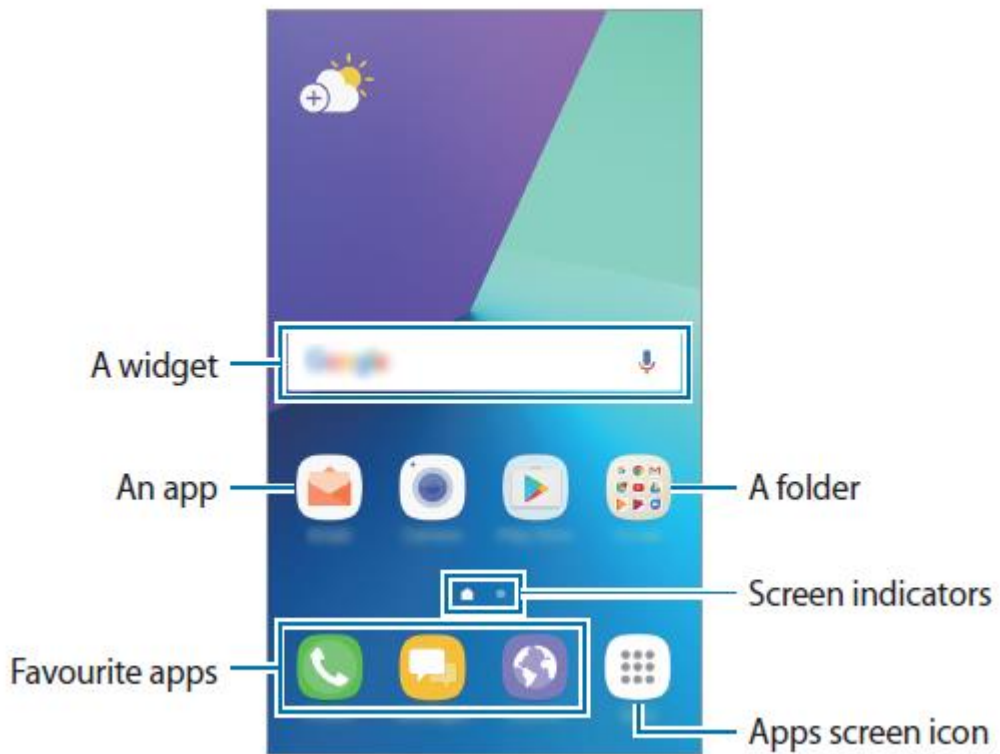 A widget
An app
A folder
Screen indicators
Favourite apps
Apps screen icon